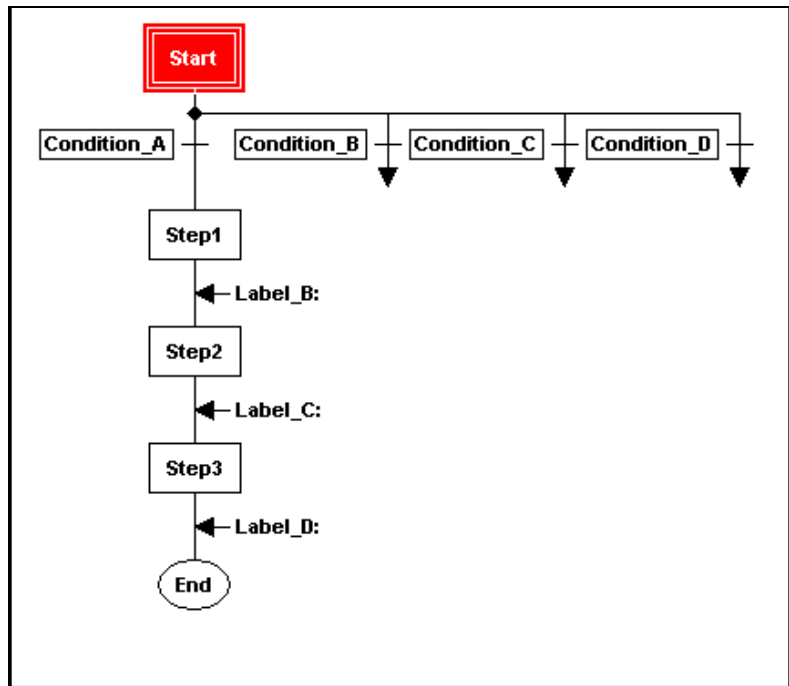 Start
Condition_A Condition_B Condition_C Condition_D
Step1
Label_B:
Step2
Label_C:
Step3
Label_D:
End